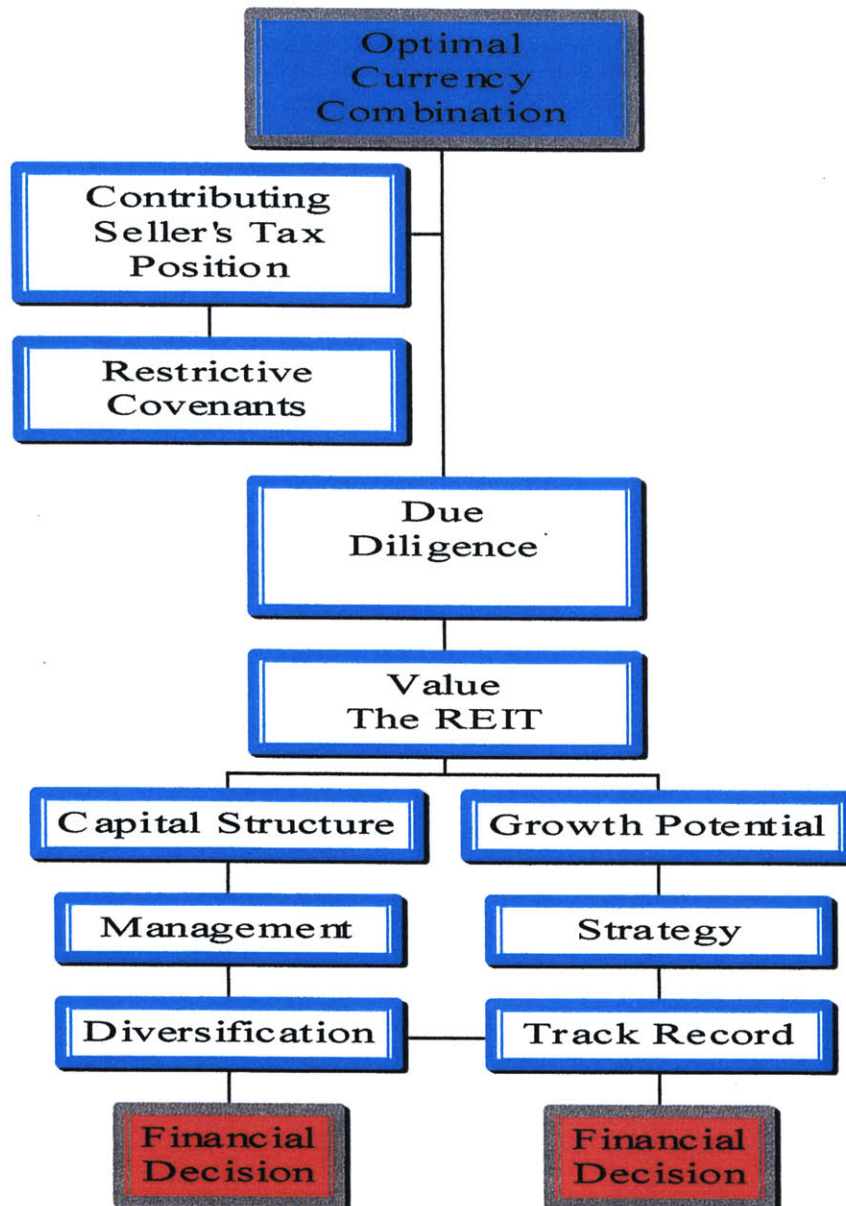 Optimal
Currency
Combination
Contributing
Seller's Tax
Position
Restrictive
Covenants
Due
Diligence
Value
The REIT
Capital Structure
Growth Potential
Management
Strategy
Diversification
Track Record
Financial
Decision
Financial
Decision